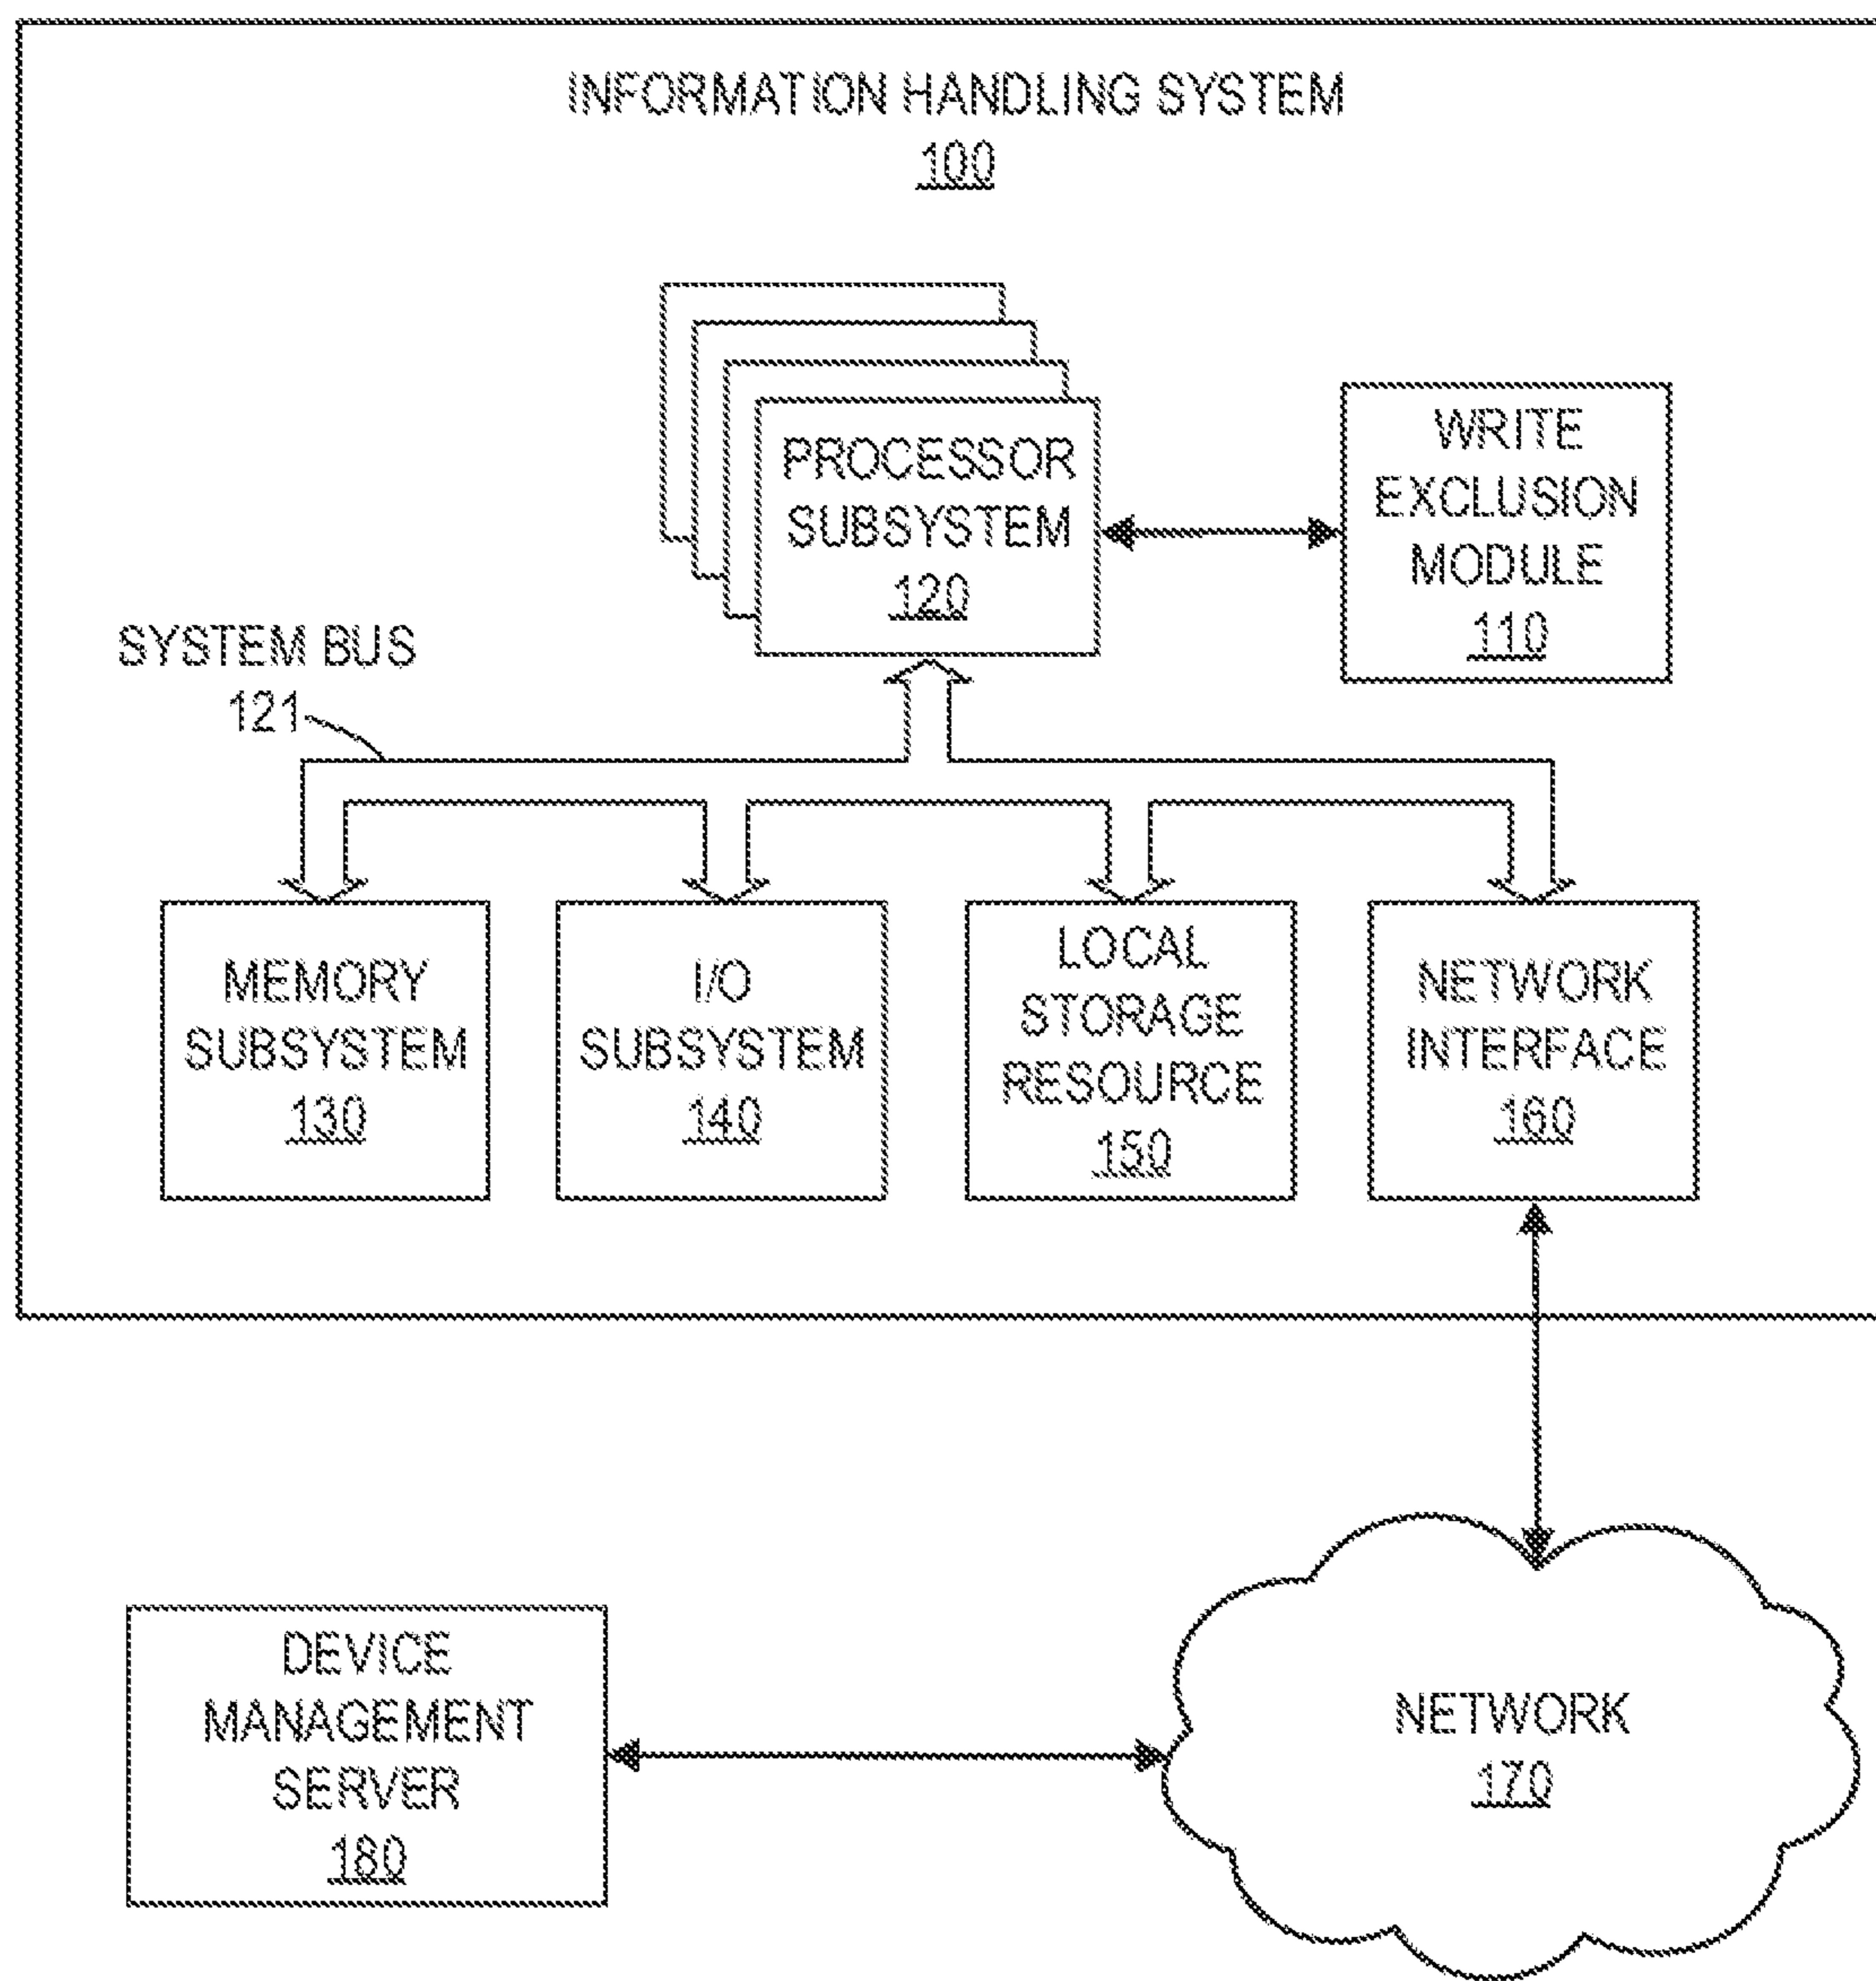 INFORMATION HANDLING SYSTEM
100
PROCESSOR
SUBSYSTEM
120
WRITE
EXCLUSION
MODULE
110
SYSTEM BUS
121
MEMORY
SUBSYSTEM
130
I/O
SUBSYSTEM
140
LOCAL
STORAGE
RESOURCE
150
NETWORK
INTERFACE
160
DEVICE
MANAGEMENT
SERVER
180
NETWORK
170